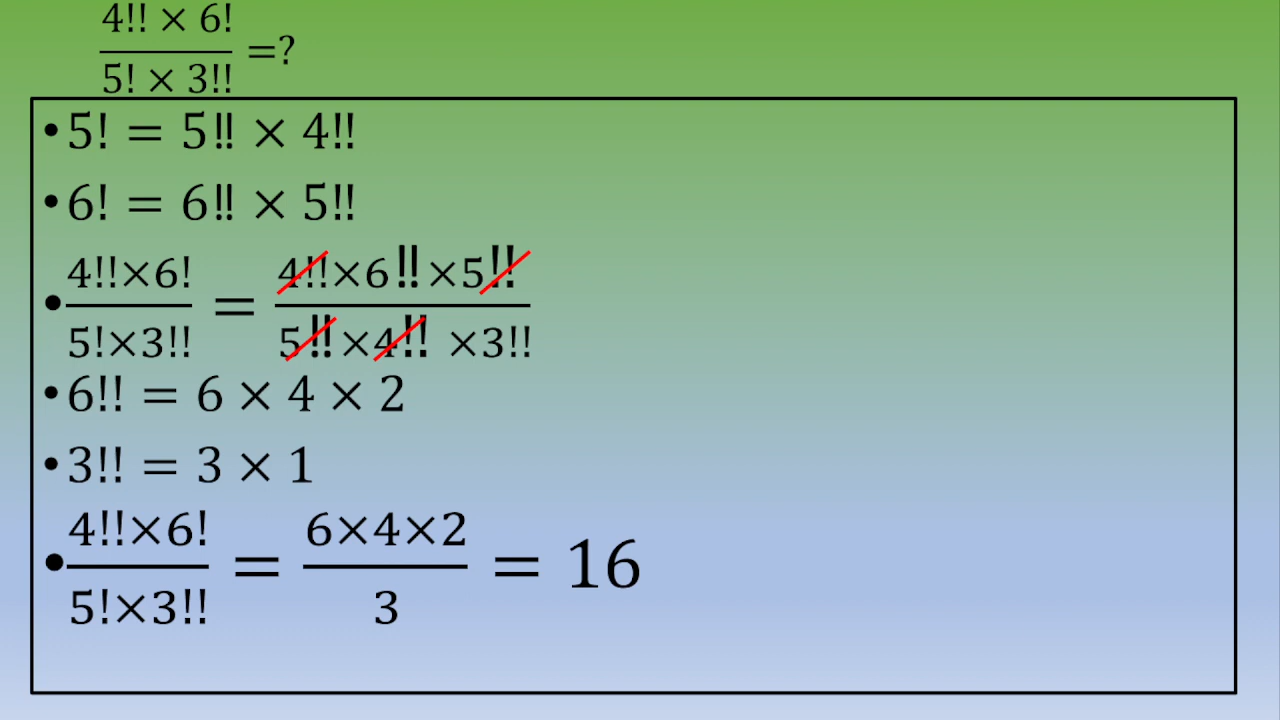 4!! × 6!
5! × 3!!
=?
•5! = 5‼ × 4!!
•6! = 6‼ × 5!!
•4!!×6!/5!×3!! = 4!!×6‼×5‼/5‼×4‼ ×3!!
•6!! = 6 × 4 × 2
•3!! = 3 × 1
•4!!×6!/5!×3!! = 6×4×2/3 = 16